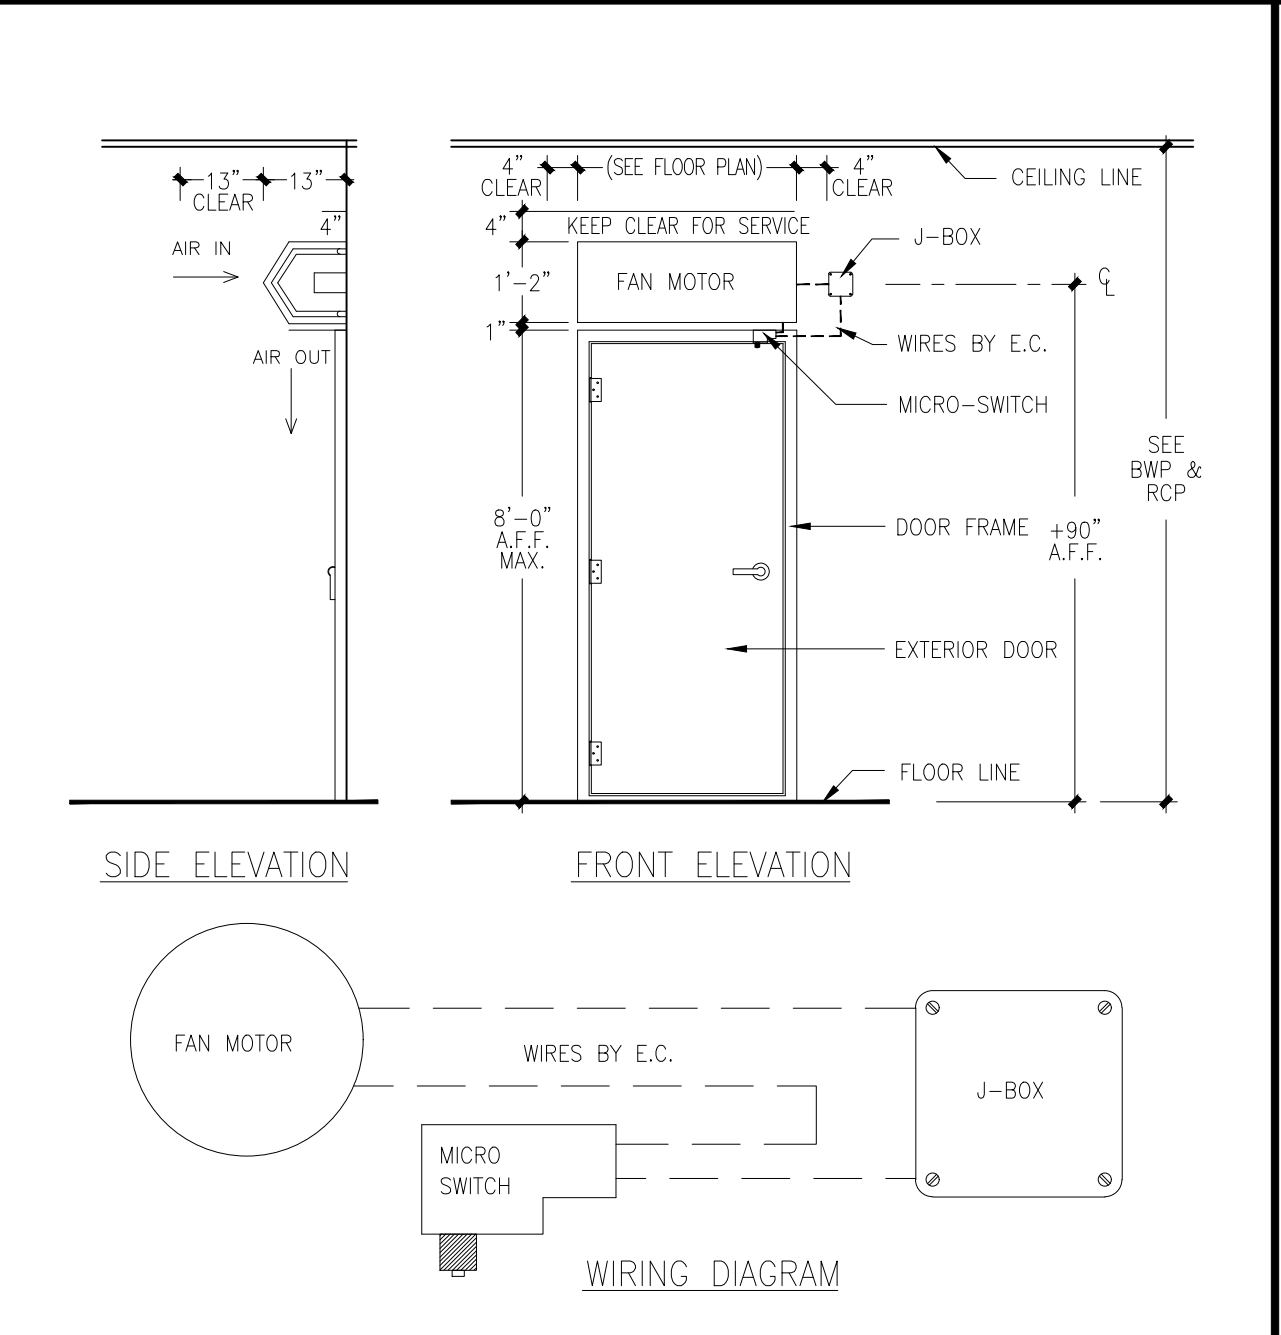 13" 13"
CLEAR
4"
AIR IN
AIR OUT
SIDE ELEVATION
4"
CLEAR
(SEE FLOOR PLAN)
4"
CLEAR
CEILING LINE
4"
KEEP CLEAR FOR SERVICE
J-BOX
1'-2"
FAN MOTOR
℄
1"
WIRES BY E.C.
MICRO-SWITCH
SEE
BWP &
RCP
8'-0"
A.F.F.
MAX.
DOOR FRAME
+90"
A.F.F.
EXTERIOR DOOR
FLOOR LINE
FRONT ELEVATION
FAN MOTOR
WIRES BY E.C.
J-BOX
MICRO
SWITCH
WIRING DIAGRAM